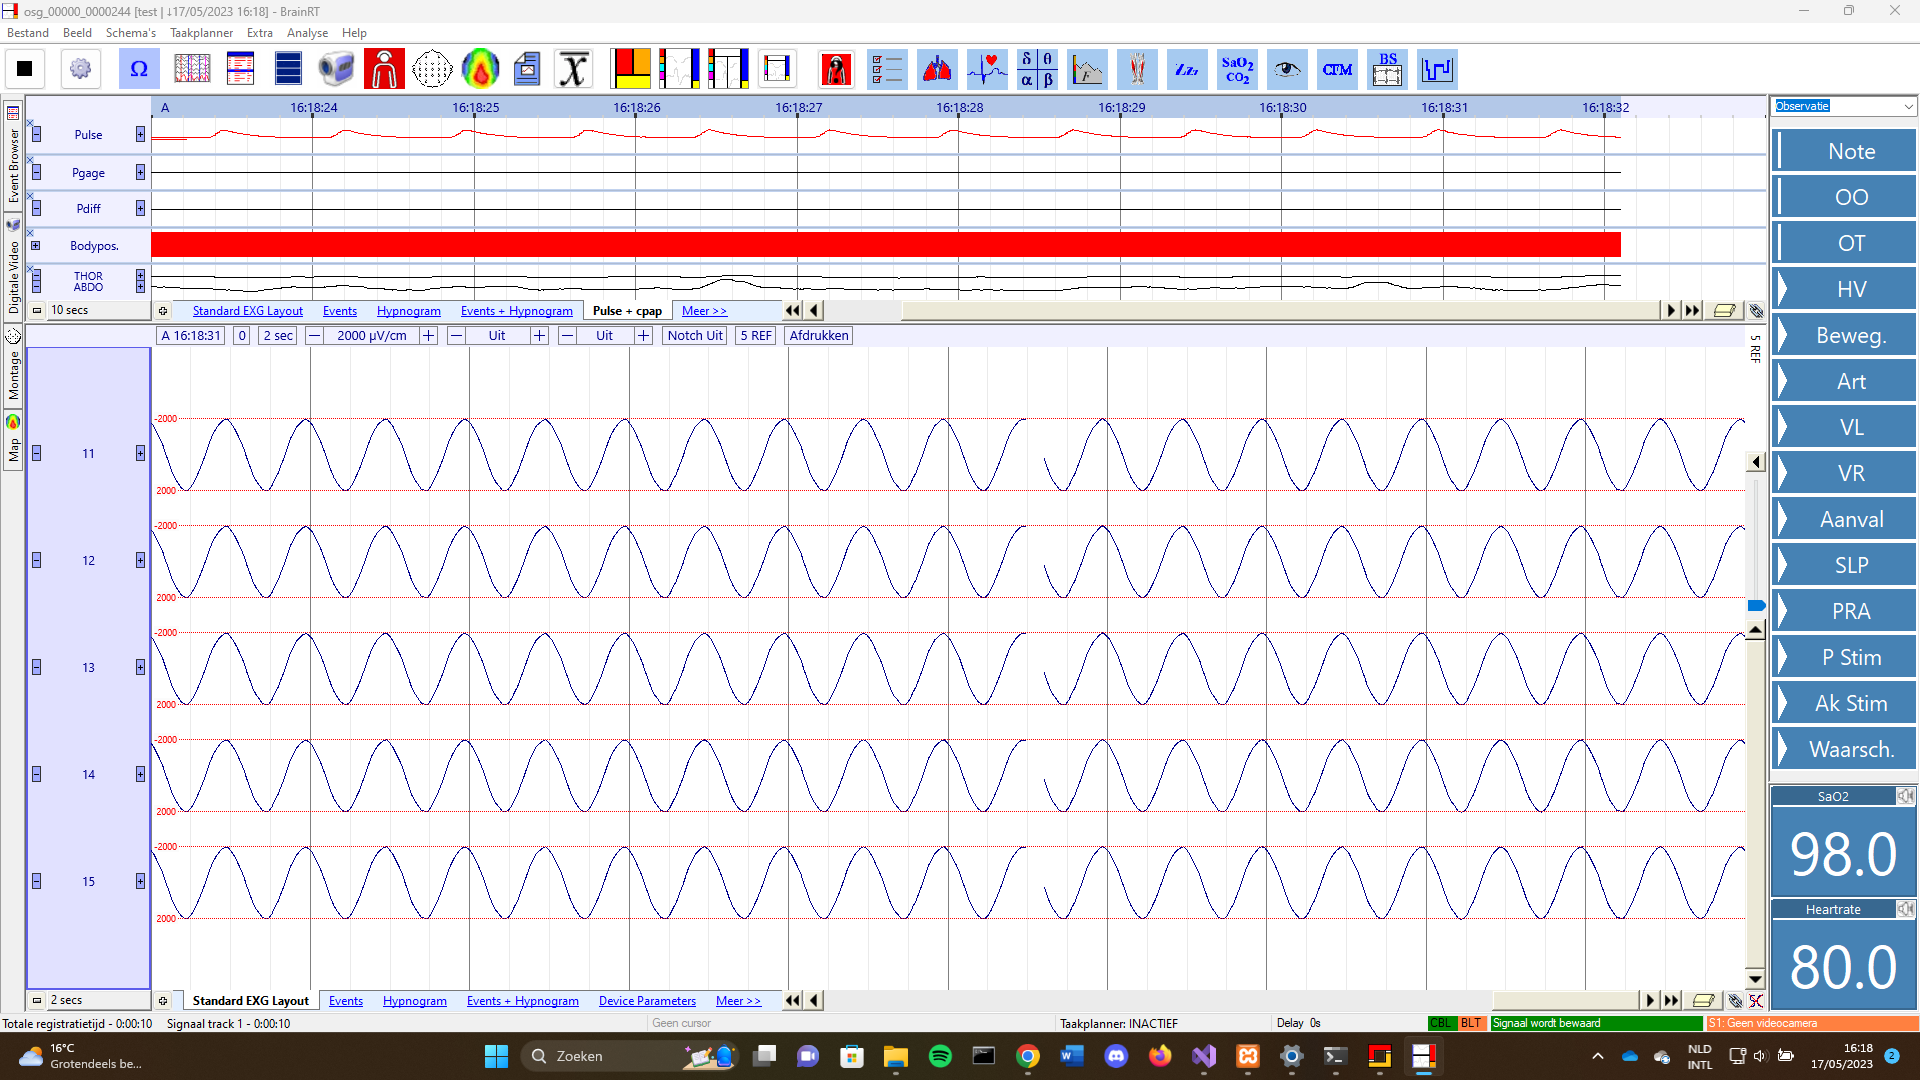 osg_00000_0000244 [test | ↓17/05/2023 16:18] - BrainRT
Bestand Beeld Schema's Taakplanner Extra Analyse Help
Ω x̄ F δ θ α β Zzz SaO2 CO2 CFM BS
Event Browser
Digitale Video
Montage
Map
A 16:18:24 16:18:25 16:18:26 16:18:27 16:18:28 16:18:29 16:18:30 16:18:31 16:18:32
Pulse
Pgage
Pdiff
Bodypos.
THOR
ABDO
10 secs Standard EXG Layout Events Hypnogram Events + Hypnogram Pulse + cpap Meer >>
A 16:18:31 0 2 sec 2000 µV/cm Uit Uit Notch Uit 5 REF Afdrukken
5 REF
-2000
11
2000
-2000
12
2000
-2000
13
2000
-2000
14
2000
-2000
15
2000
2 secs Standard EXG Layout Events Hypnogram Events + Hypnogram Device Parameters Meer >>
Observatie
Note
OO
OT
HV
Beweg.
Art
VL
VR
Aanval
SLP
PRA
P Stim
Ak Stim
Waarsch.
SaO2
98.0
Heartrate
80.0
Totale registratietijd - 0:00:10 Signaal track 1 - 0:00:10 Geen cursor Taakplanner: INACTIEF Delay 0s CBL BLT Signaal wordt bewaard S1: Geen videocamera
16°C
Grotendeels be...
Zoeken
NLD
INTL
16:18
17/05/2023
2